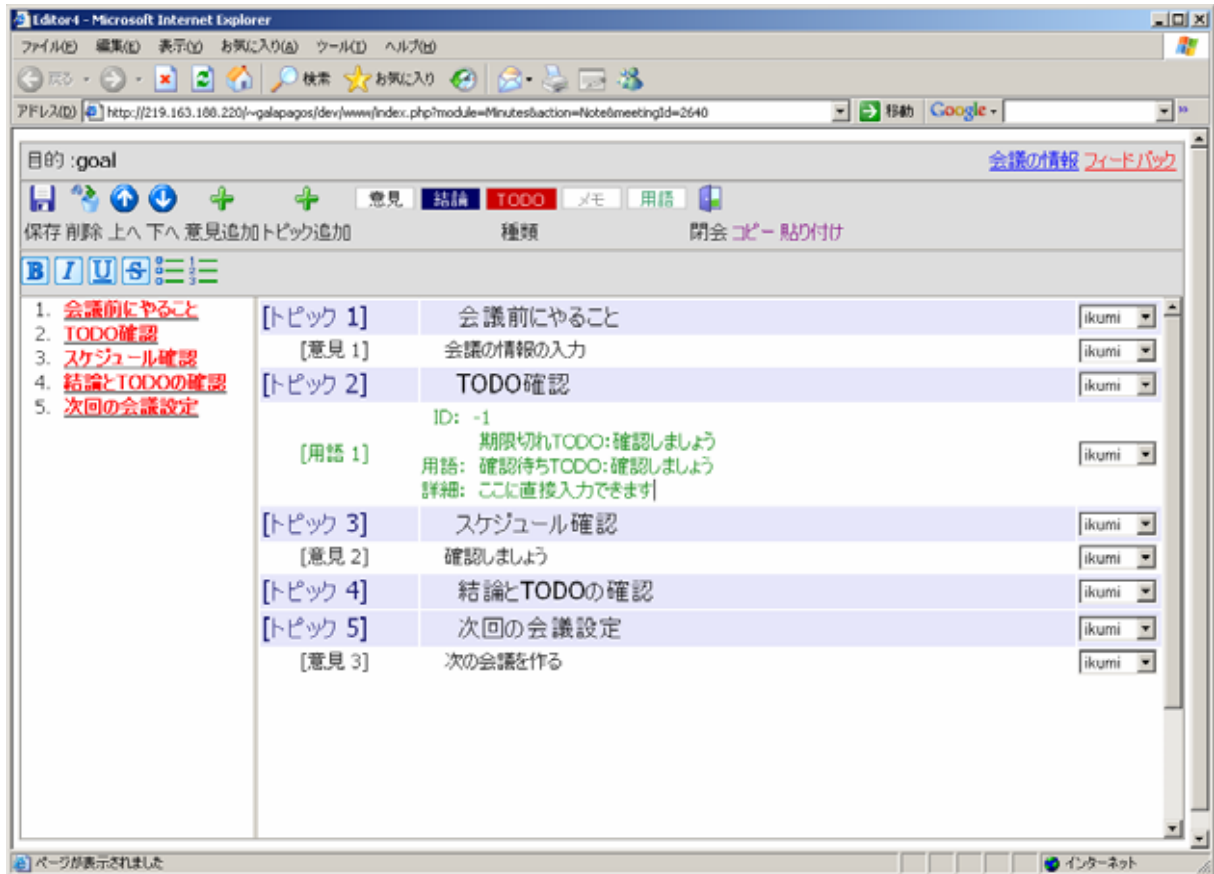 Editor4 - Microsoft Internet Explorer
ファイル(E) 編集(E) 表示(V) お気に入り(A) ツール(T) ヘルプ(H)
戻る 検索 お気に入り
アドレス(D) http://219.163.188.220/~galapagos/dev/www/index.php?module=Minutes&action=Note&meetingId=2640 移動 Google
目的 :goal 会議の情報 フィードバック
意見 結論 TODO メモ 用語
保存 削除 上へ 下へ 意見追加 トピック追加 種類 閉会 コピー 貼り付け
B I U S
1. 会議前にやること
2. TODO確認
3. スケジュール確認
4. 結論とTODOの確認
5. 次回の会議設定
[トピック 1] 会議前にやること ikumi
[意見 1] 会議の情報の入力 ikumi
[トピック 2] TODO確認 ikumi
[用語 1] ikumi
ID: -1
期限切れTODO:確認しましょう
用語: 確認待ちTODO:確認しましょう
詳細: ここに直接入力できます
[トピック 3] スケジュール確認 ikumi
[意見 2] 確認しましょう ikumi
[トピック 4] 結論とTODOの確認 ikumi
[トピック 5] 次回の会議設定 ikumi
[意見 3] 次の会議を作る ikumi
ページが表示されました インターネット